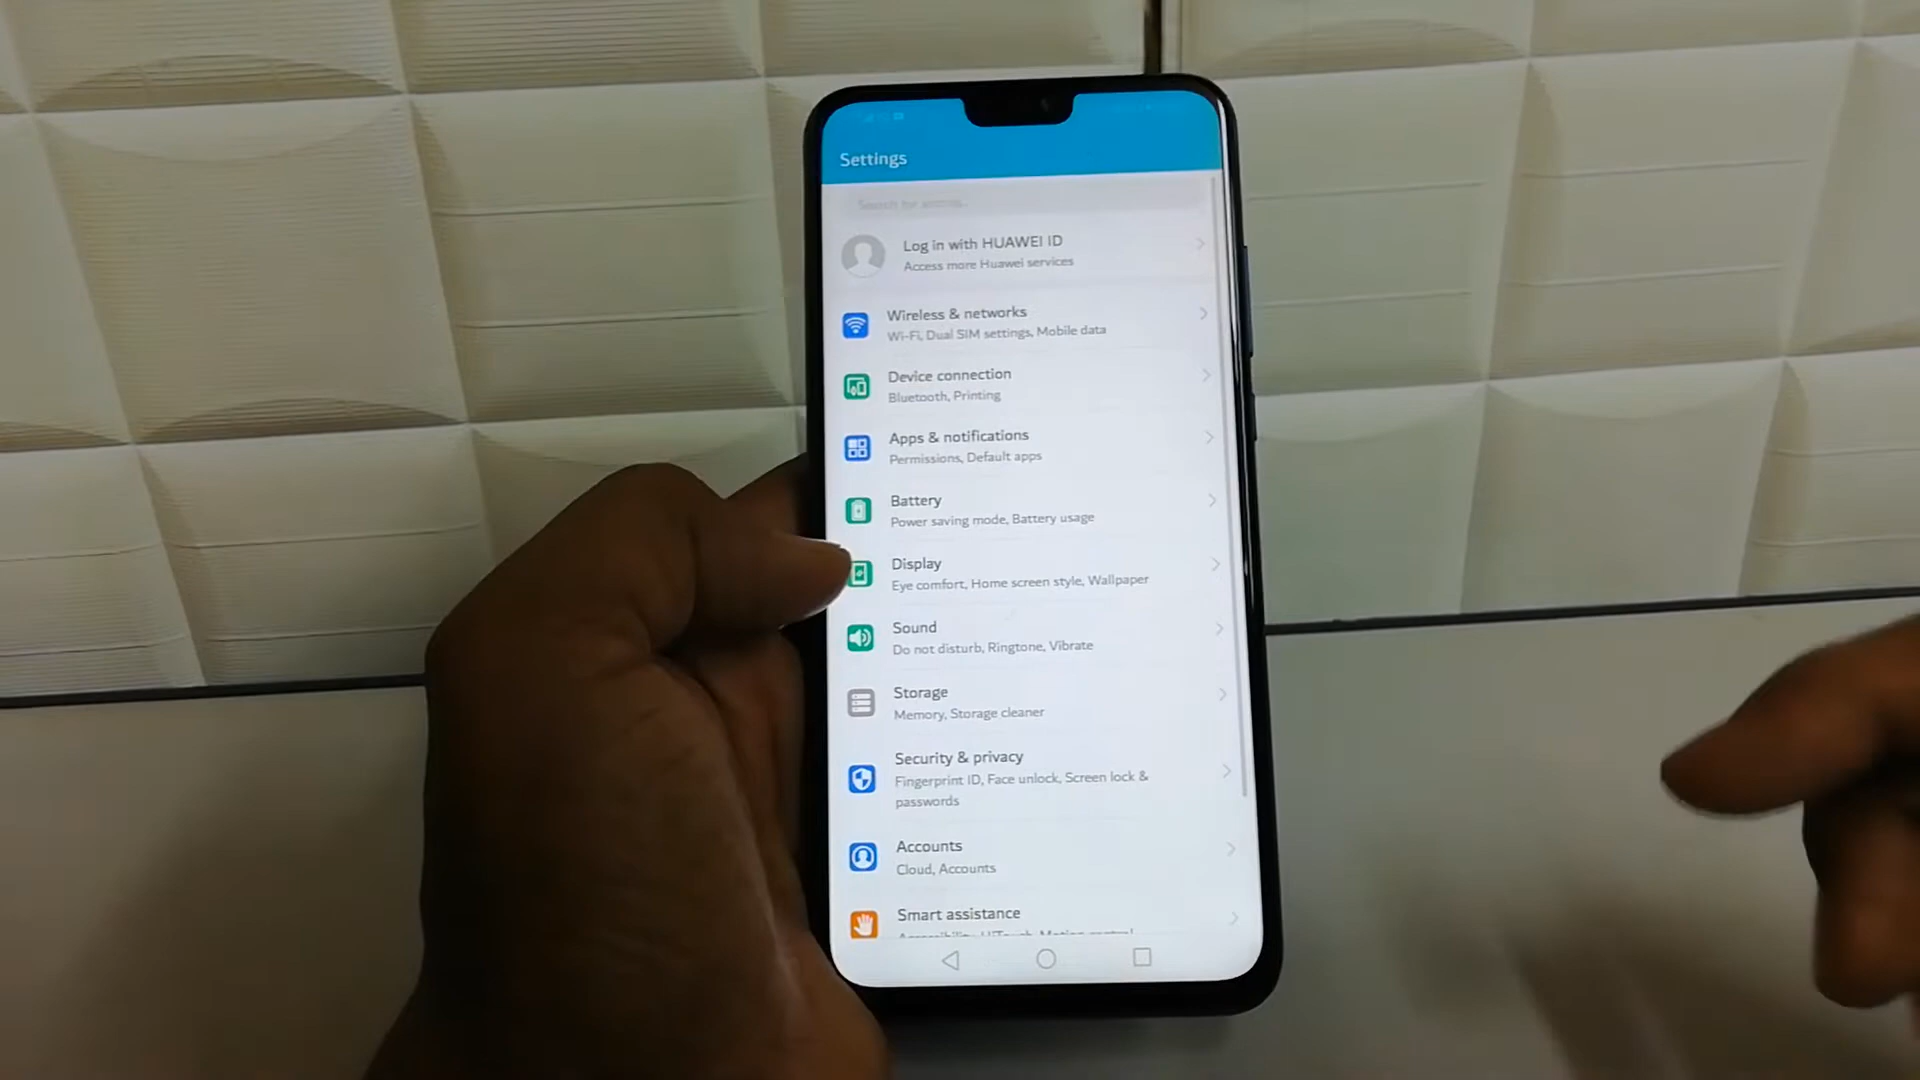 Settings
Search for
Log in with HUAWEI ID
Access more Huawei services
Wireless & networks
Wi-Fi, Dual SIM settings, Mobile data
Device connection
Bluetooth, Printing
Apps & notifications
Permissions, Default apps
Battery
Power saving mode, Battery usage
Display
Eye comfort, Home screen style, Wallpaper
Sound
Do not disturb, Ringtone, Vibrate
Storage
Memory, Storage cleaner
Security & privacy
Fingerprint ID, Face unlock, Screen lock &
passwords
Accounts
Cloud, Accounts
Smart assistance